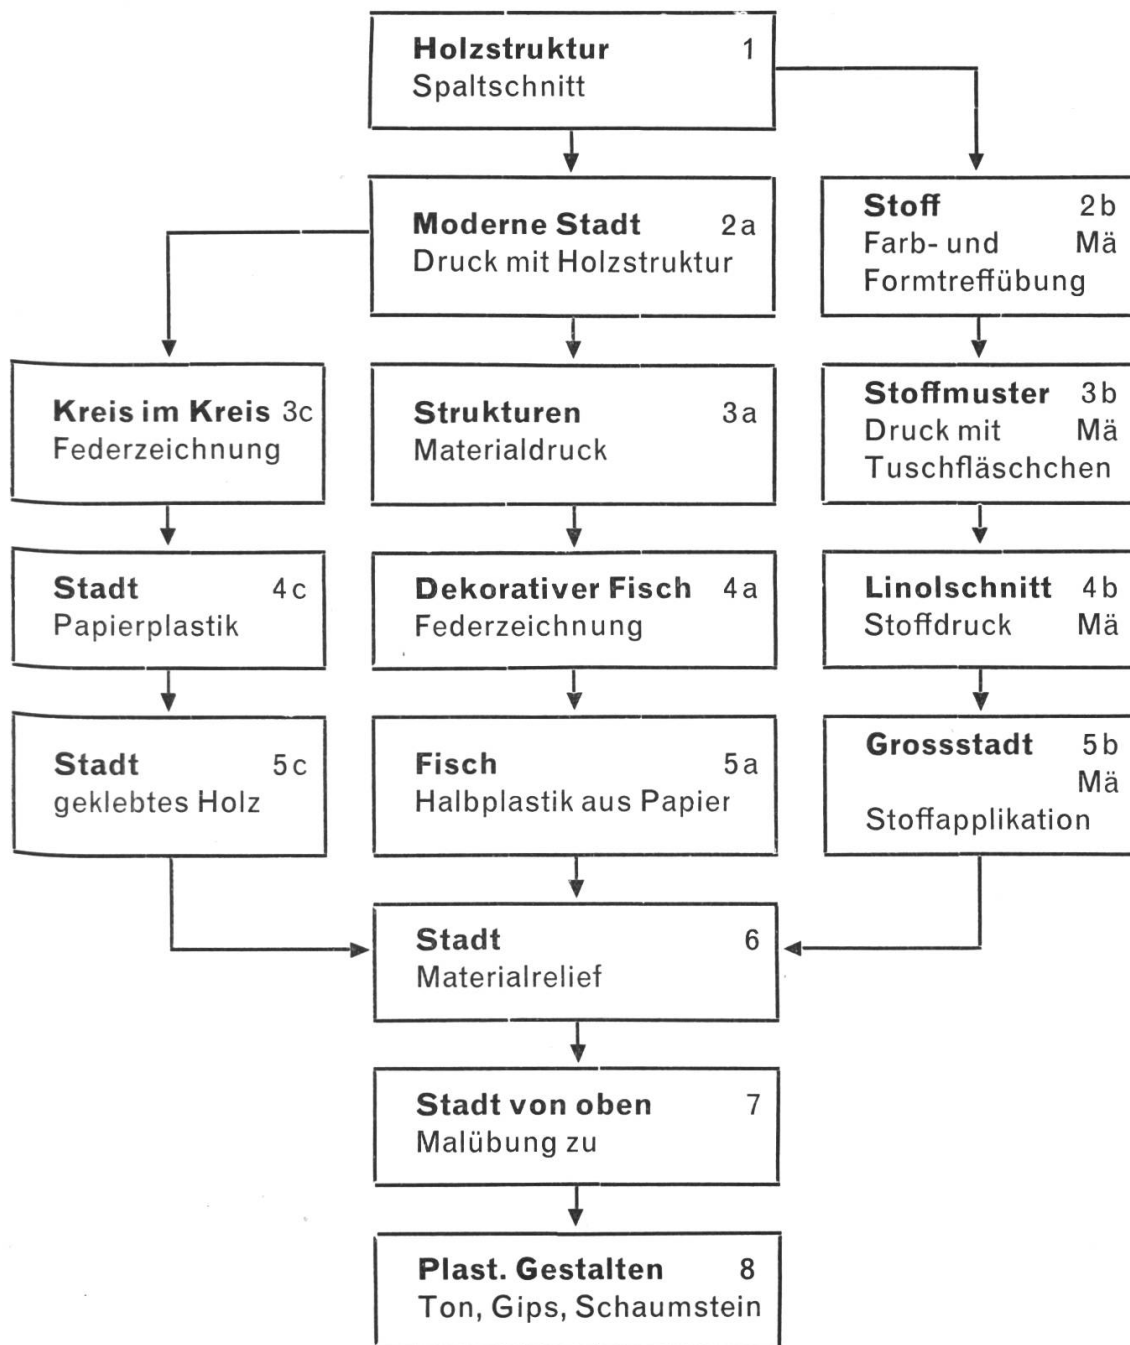 Holzstruktur 1
Spaltschnitt
Moderne Stadt 2a
Druck mit Holzstruktur
Stoff 2b
Farb- und Mä
Formtreffübung
Kreis im Kreis 3c
Federzeichnung
Strukturen 3a
Materialdruck
Stoffmuster 3b
Druck mit Mä
Tuschfläschchen
Stadt 4c
Papierplastik
Dekorativer Fisch 4a
Federzeichnung
Linolschnitt 4b
Stoffdruck Mä
Stadt 5c
geklebtes Holz
Fisch 5a
Halbplastik aus Papier
Grossstadt 5b
Mä
Stoffapplikation
Stadt 6
Materialrelief
Stadt von oben 7
Malübung zu
Plast. Gestalten 8
Ton, Gips, Schaumstein